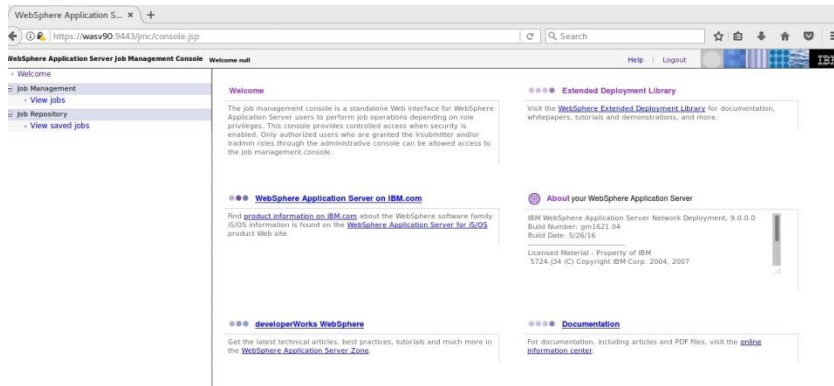 WebSphere Application S...
https://wasv90:9443/jmc/console.jsp
Search
WebSphere Application Server Job Management Console Welcome null
Help | Logout
IBM
Welcome
Job Management
View jobs
Job Repository
View saved jobs
Welcome
The job management console is a standalone Web interface for WebSphere
Application Server users to perform job operations depending on role
privileges. This console provides controlled access when security is
enabled. Only authorized users who are granted the lrsubmitter and/or
lradmin roles through the administrative console can be allowed access to
the job management console.
Extended Deployment Library
Visit the WebSphere Extended Deployment Library for documentation,
whitepapers, tutorials and demonstrations, and more.
WebSphere Application Server on IBM.com
Find product information on IBM.com about the WebSphere software family.
i5/OS information is found on the WebSphere Application Server for i5/OS
product Web site.
About your WebSphere Application Server
IBM WebSphere Application Server Network Deployment, 9.0.0.0
Build Number: gm1621.04
Build Date: 5/26/16
Licensed Material - Property of IBM
5724-J34 (C) Copyright IBM Corp. 2004, 2007
developerWorks WebSphere
Get the latest technical articles, best practices, tutorials and much more in
the WebSphere Application Server Zone.
Documentation
For documentation, including articles and PDF files, visit the online
information center.